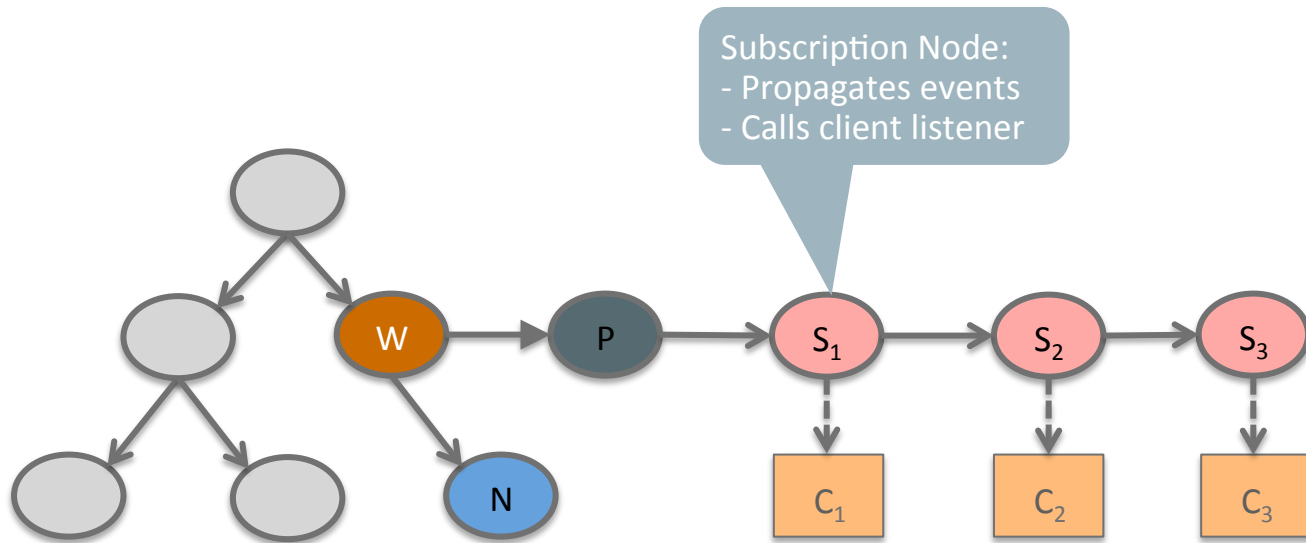 Subscription Node:
- Propagates events
- Calls client listener
W
P
S₁
S₂
S₃
N
C₁
C₂
C₃